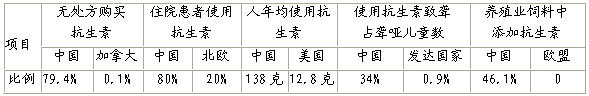 项目 无处方购买抗生素 住院患者使用抗生素 人年均使用抗生素 使用抗生素致聋占聋哑儿童数 养殖业饲料中添加抗生素
中国 加拿大 中国 北欧 中国 美国 中国 发达国家 中国 欧盟
比例 79.4% 0.1% 80% 20% 138克 12.8克 34% 0.9% 46.1% 0